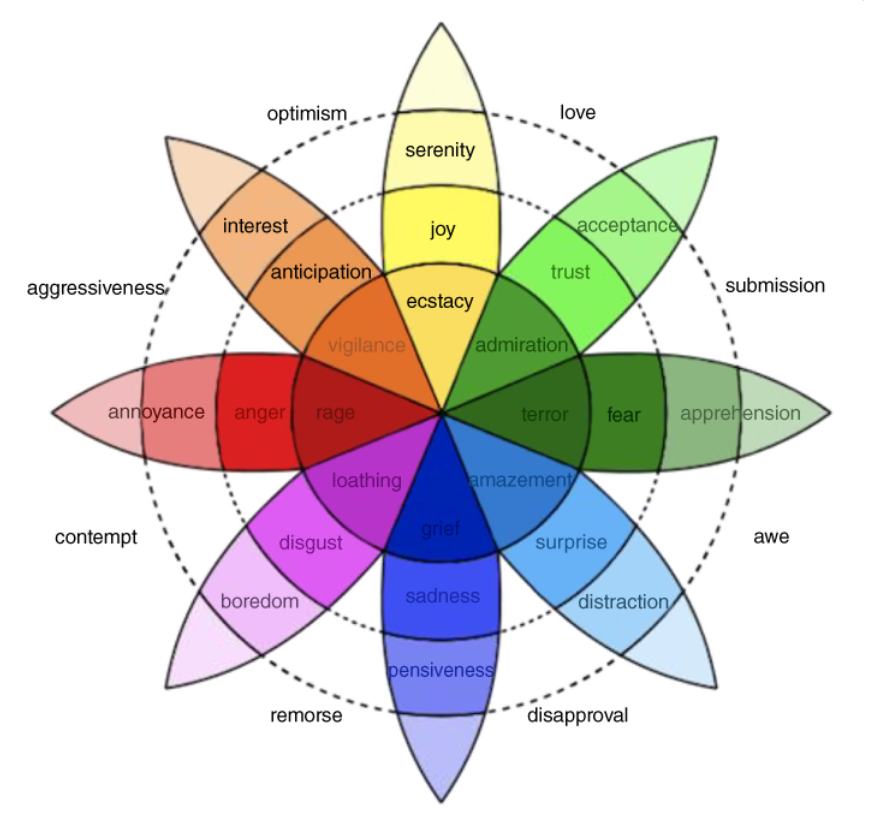 optimism
love
serenity
interest
acceptance
joy
anticipation
trust
aggressiveness
submission
ecstacy
vigilance
admiration
annoyance
anger
rage
terror
fear
apprehension
loathing
amazement
contempt
disgust
grief
surprise
awe
boredom
sadness
distraction
pensiveness
remorse
disapproval